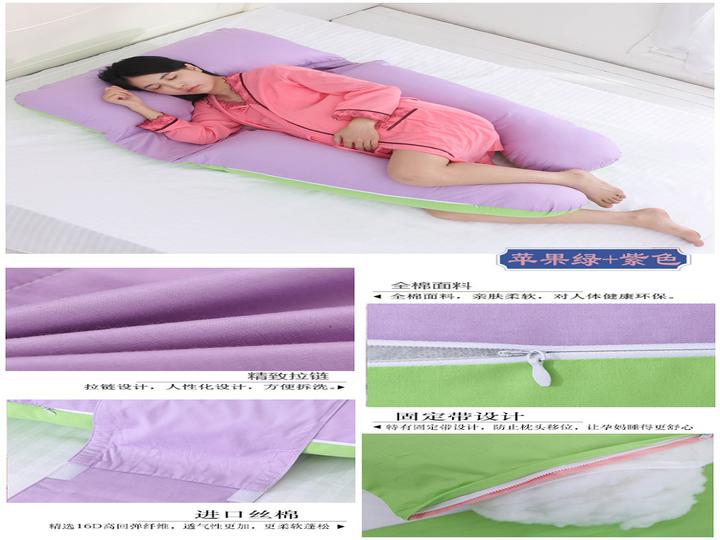 苹果绿+紫色
全棉面料
◀ 全棉面料，亲肤柔软，对人体健康环保。
精致拉链
拉链设计，人性化设计，方便拆洗。▶
固定带设计
◀特有固定带设计，防止枕头移位，让孕妈睡得更舒心
进口丝棉
精选16D高回弹纤维，透气性更加，更柔软蓬松 ▶